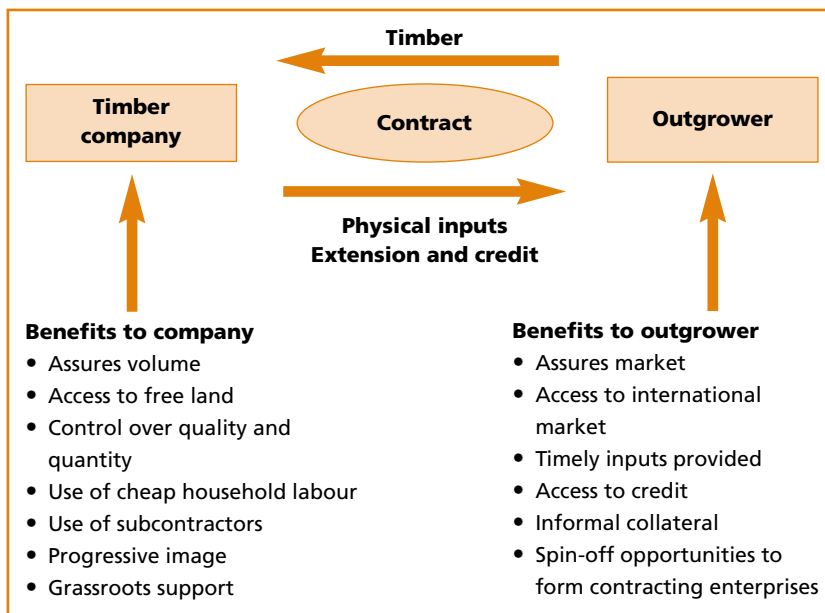 Timber
Timber
company
Contract
Outgrower
Physical inputs
Extension and credit
Benefits to company
• Assures volume
• Access to free land
• Control over quality and
quantity
• Use of cheap household labour
• Use of subcontractors
• Progressive image
• Grassroots support
Benefits to outgrower
• Assures market
• Access to international
market
• Timely inputs provided
• Access to credit
• Informal collateral
• Spin-off opportunities to
form contracting enterprises